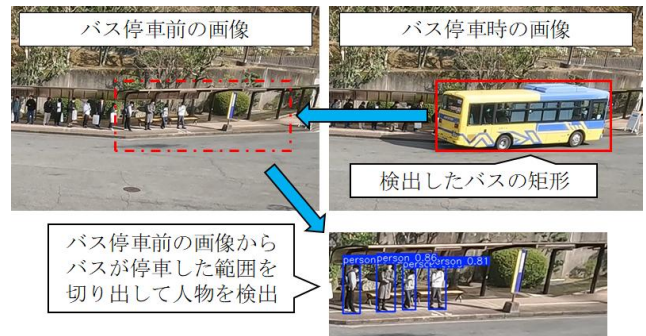 バス停車前の画像
バス停車時の画像
検出したバスの矩形
バス停車前の画像から
バスが停車した範囲を
切り出して人物を検出
person person 0.86 person 0.81